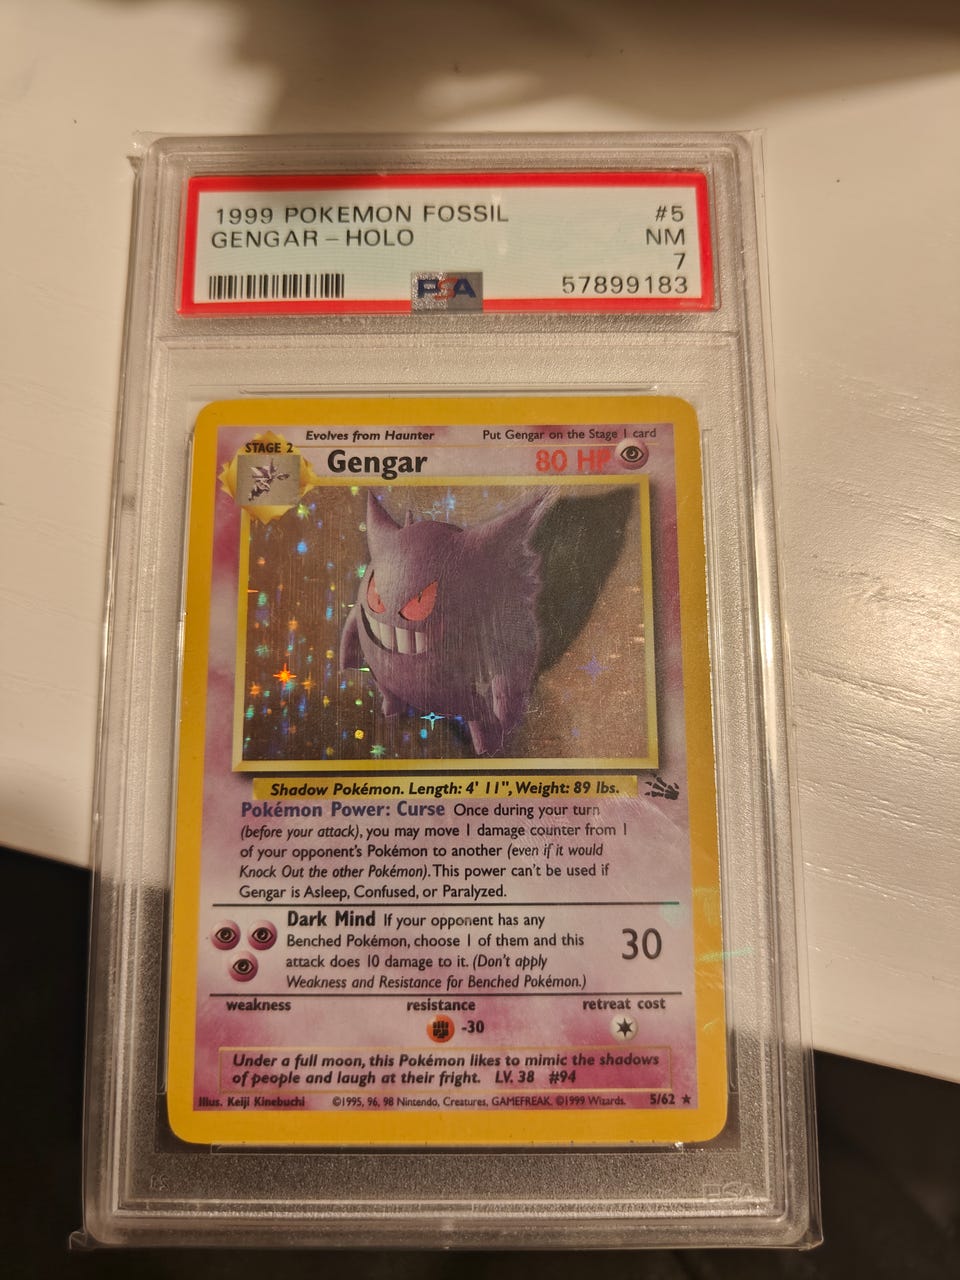 1999 POKEMON FOSSIL #5
GENGAR - HOLO NM
7
PSA 57899183
Evolves from Haunter Put Gengar on the Stage 1 card
STAGE 2
Gengar 80 HP
Shadow Pokémon. Length: 4' 11", Weight: 89 lbs.
Pokémon Power: Curse Once during your turn
(before your attack), you may move 1 damage counter from 1
of your opponent's Pokémon to another (even if it would
Knock Out the other Pokémon). This power can't be used if
Gengar is Asleep, Confused, or Paralyzed.
Dark Mind If your opponent has any
Benched Pokémon, choose 1 of them and this
attack does 10 damage to it. (Don't apply
Weakness and Resistance for Benched Pokémon.)
30
weakness resistance retreat cost
-30
Under a full moon, this Pokémon likes to mimic the shadows
of people and laugh at their fright. LV. 38 #94
Illus. Keiji Kinebuchi ©1995, 96, 98 Nintendo, Creatures, GAMEFREAK. ©1999 Wizards. 5/62 ★
PSA